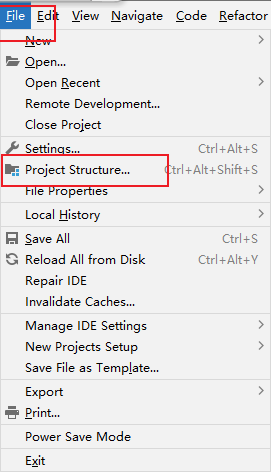 File Edit View Navigate Code Refactor
New
Open...
Open Recent
Remote Development...
Close Project
Settings... Ctrl+Alt+S
Project Structure... Ctrl+Alt+Shift+S
File Properties
Local History
Save All Ctrl+S
Reload All from Disk Ctrl+Alt+Y
Repair IDE
Invalidate Caches...
Manage IDE Settings
New Projects Setup
Save File as Template...
Export
Print...
Power Save Mode
Exit